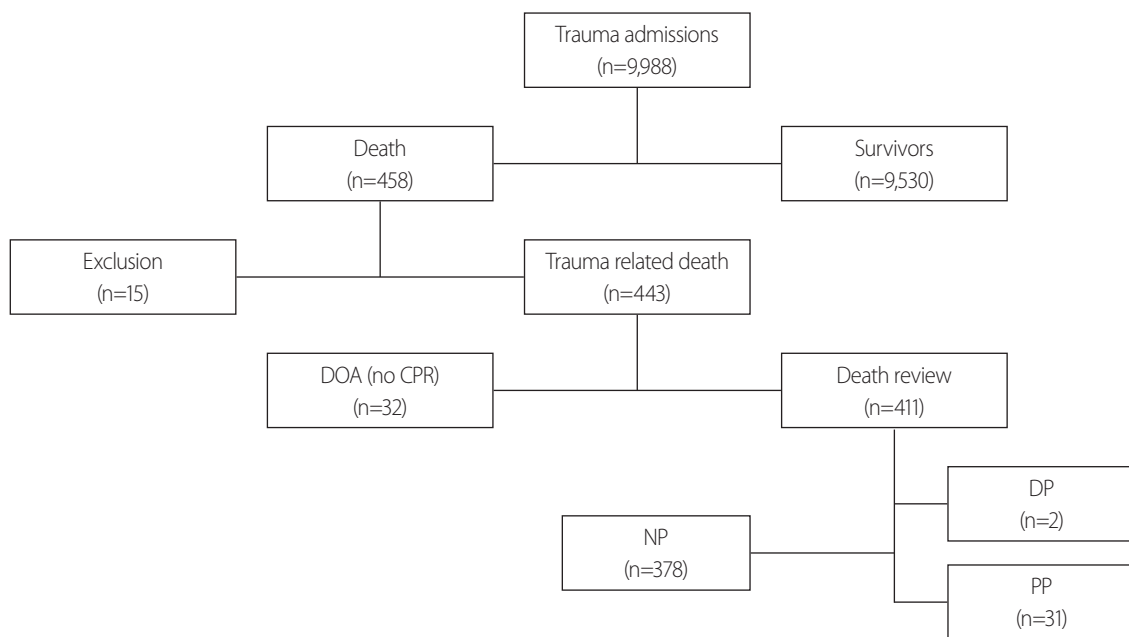 Trauma admissions
(n=9,988)
Death
(n=458)
Survivors
(n=9,530)
Exclusion
(n=15)
Trauma related death
(n=443)
DOA (no CPR)
(n=32)
Death review
(n=411)
DP
(n=2)
NP
(n=378)
PP
(n=31)